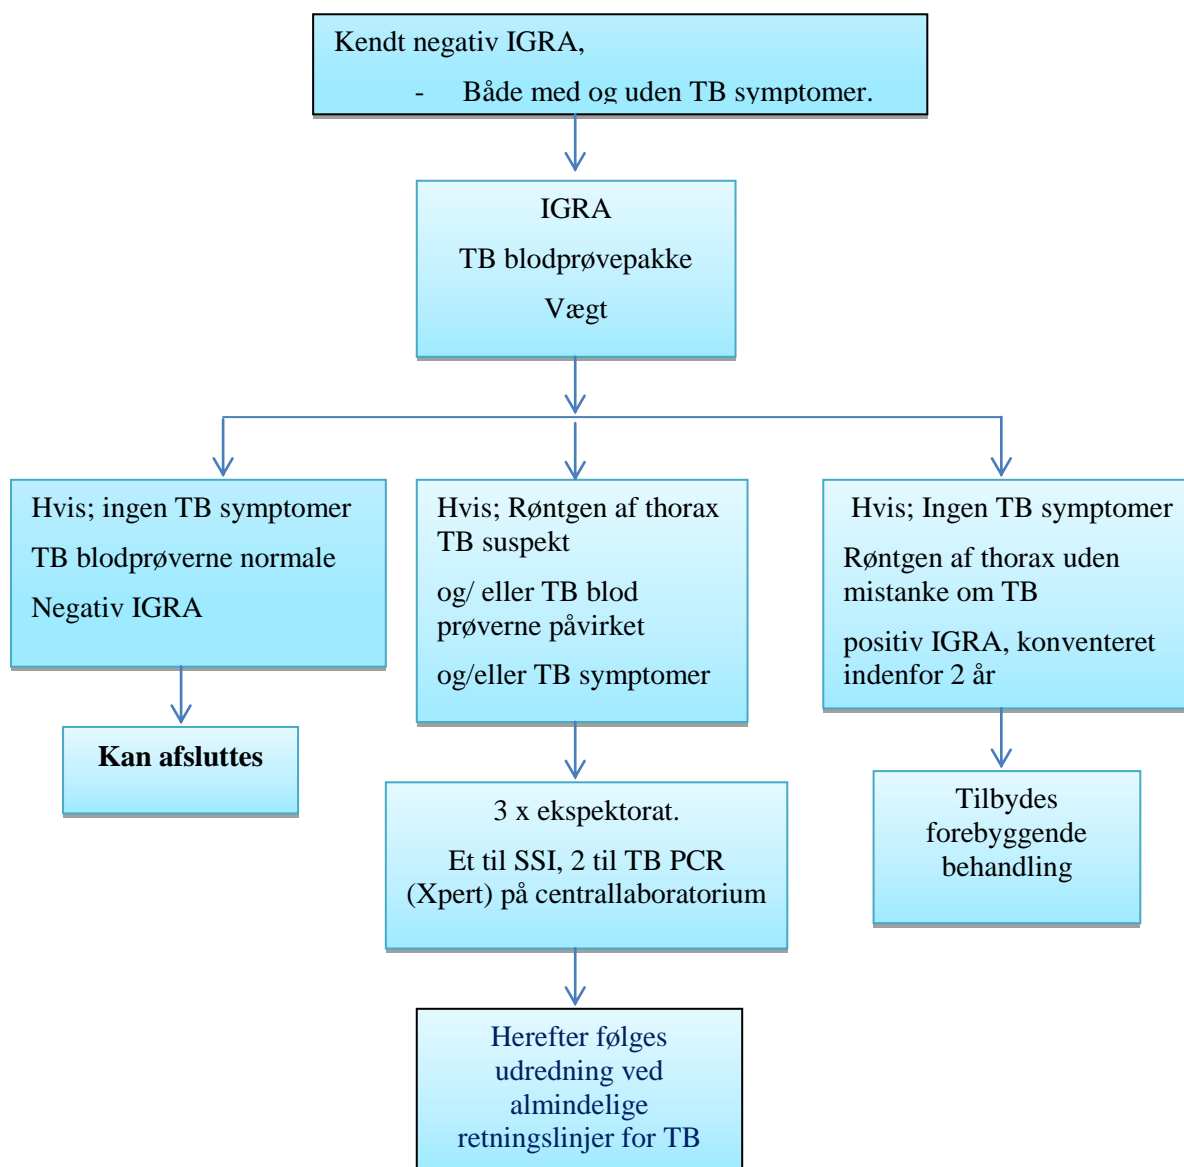 Kendt negativ IGRA,
- Både med og uden TB symptomer.
IGRA
TB blodprøvepakke
Vægt
Hvis; ingen TB symptomer
TB blodprøverne normale
Negativ IGRA
Kan afsluttes
Hvis; Røntgen af thorax
TB suspekt
og/ eller TB blod
prøverne påvirket
og/eller TB symptomer
3 x ekspektorat.
Et til SSI, 2 til TB PCR
(Xpert) på centrallaboratorium
Herefter følges
udredning ved
almindelige
retningslinjer for TB
Hvis; Ingen TB symptomer
Røntgen af thorax uden
mistanke om TB
positiv IGRA, konventeret
indenfor 2 år
Tilbydes
forebyggende
behandling